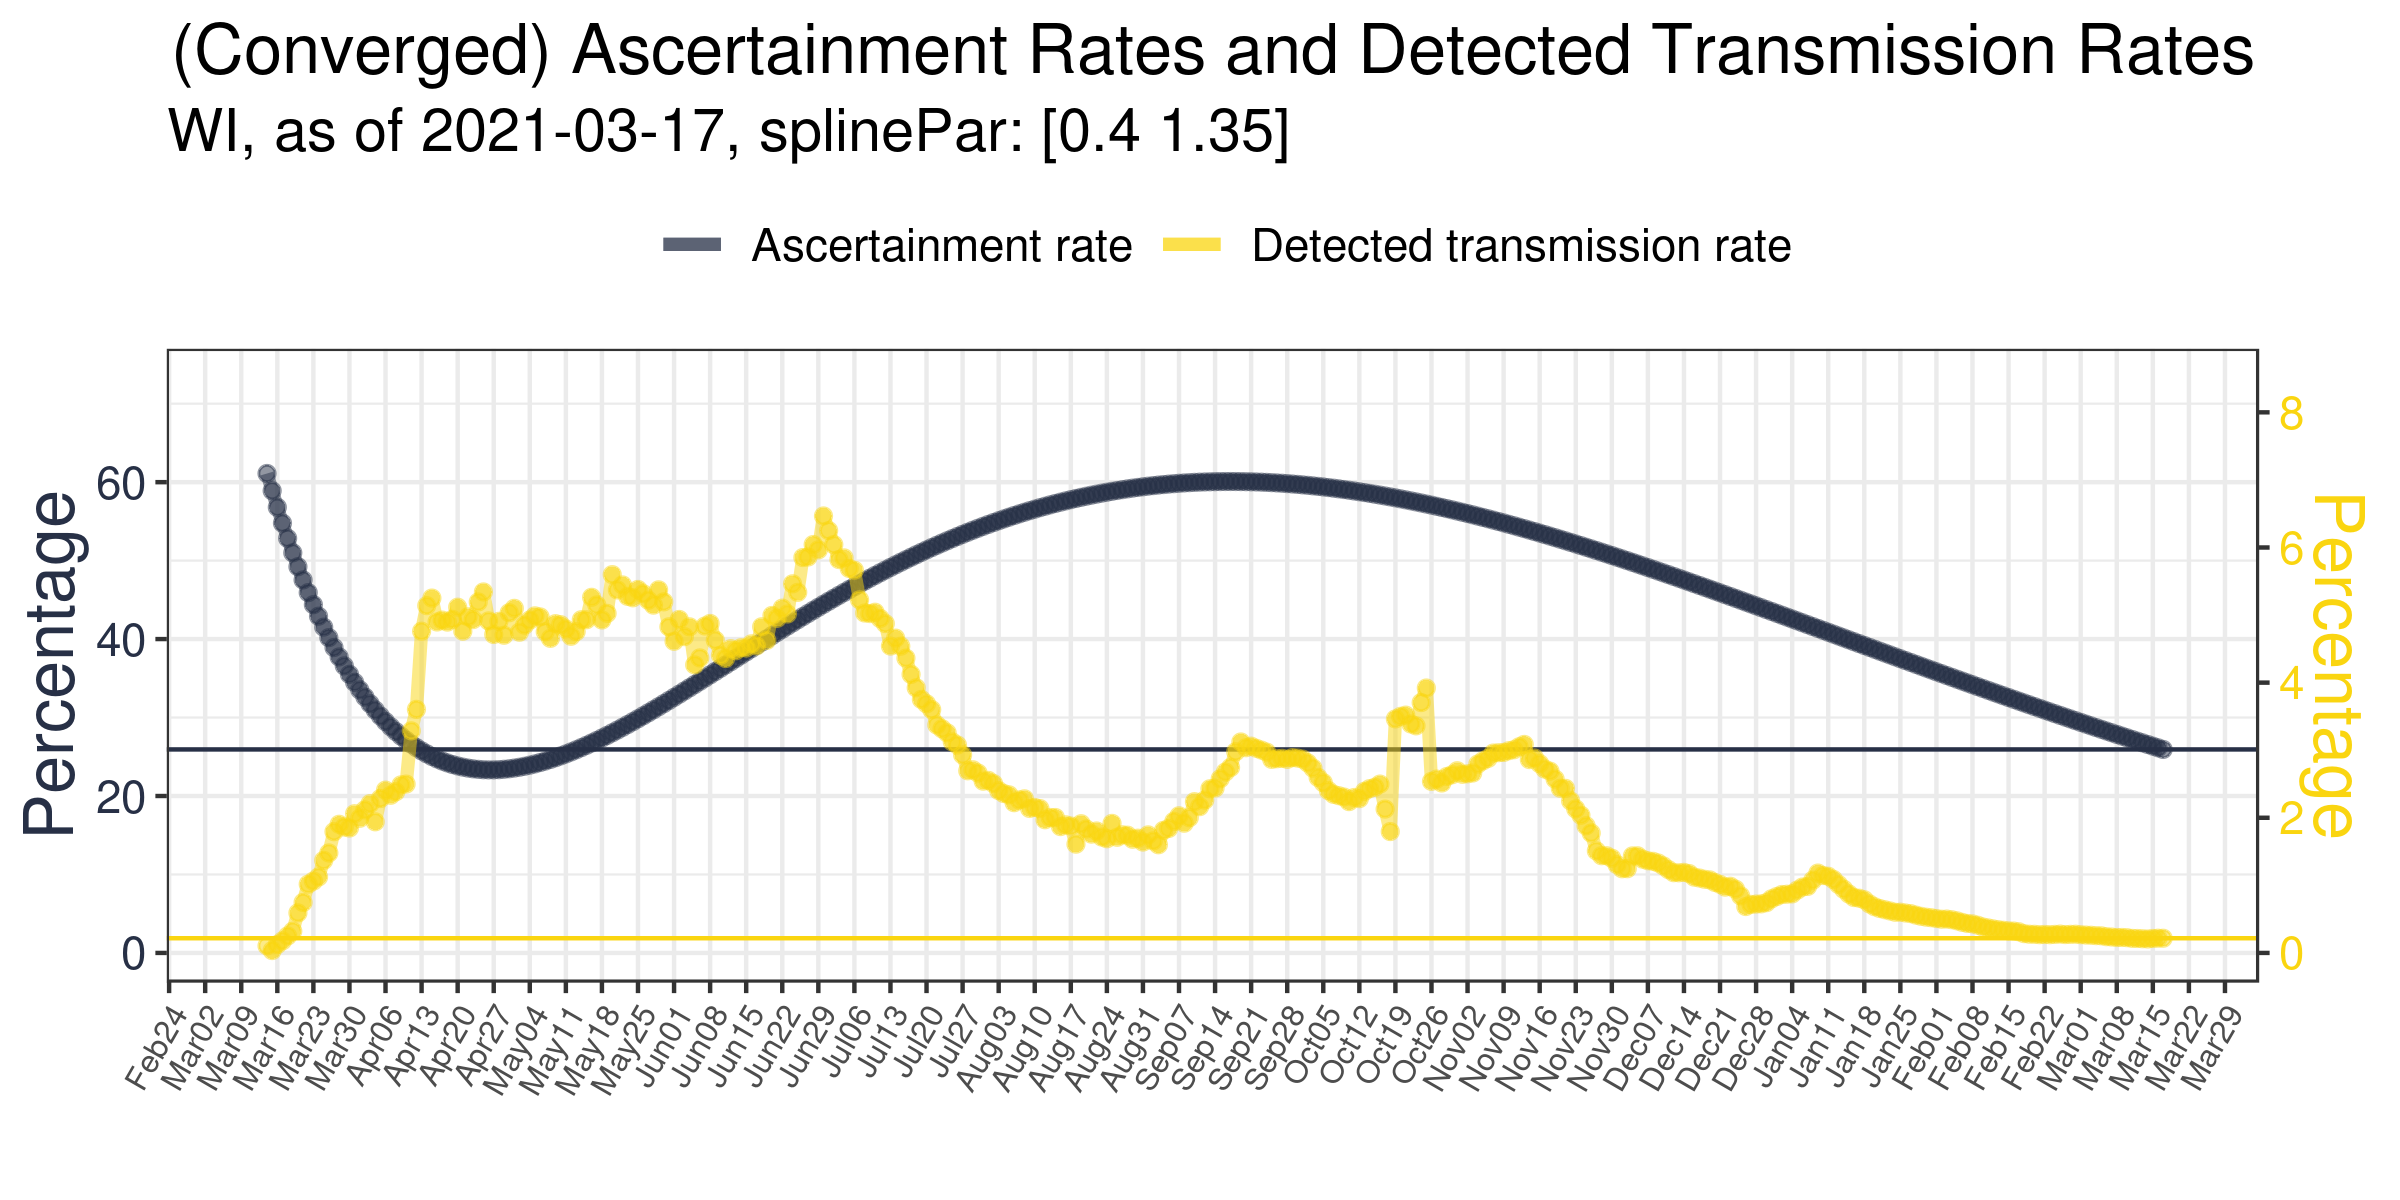 (Converged) Ascertainment Rates and Detected Transmission Rates
WI, as of 2021-03-17, splinePar: [0.4 1.35]
Ascertainment rate Detected transmission rate
Percentage
60
40
20
0
8
6
4
2
0
Percentage
Feb24 Mar02 Mar09 Mar16 Mar23 Mar30 Apr06 Apr13 Apr20 Apr27 May04 May11 May18 May25 Jun01 Jun08 Jun15 Jun22 Jun29 Jul06 Jul13 Jul20 Jul27 Aug03 Aug10 Aug17 Aug24 Aug31 Sep07 Sep14 Sep21 Sep28 Oct05 Oct12 Oct19 Oct26 Nov02 Nov09 Nov16 Nov23 Nov30 Dec07 Dec14 Dec21 Dec28 Jan04 Jan11 Jan18 Jan25 Feb01 Feb08 Feb15 Feb22 Mar01 Mar08 Mar15 Mar22 Mar29